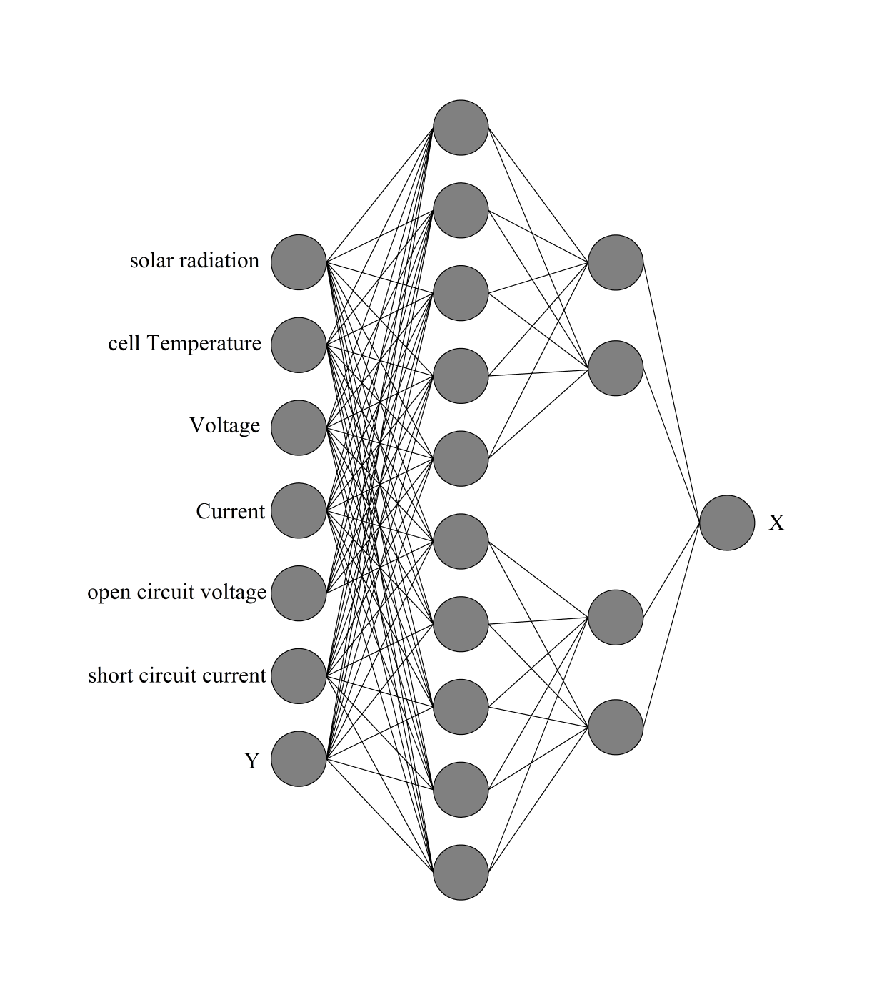 solar radiation
cell Temperature
Voltage
Current
X
open circuit voltage
short circuit current
Y